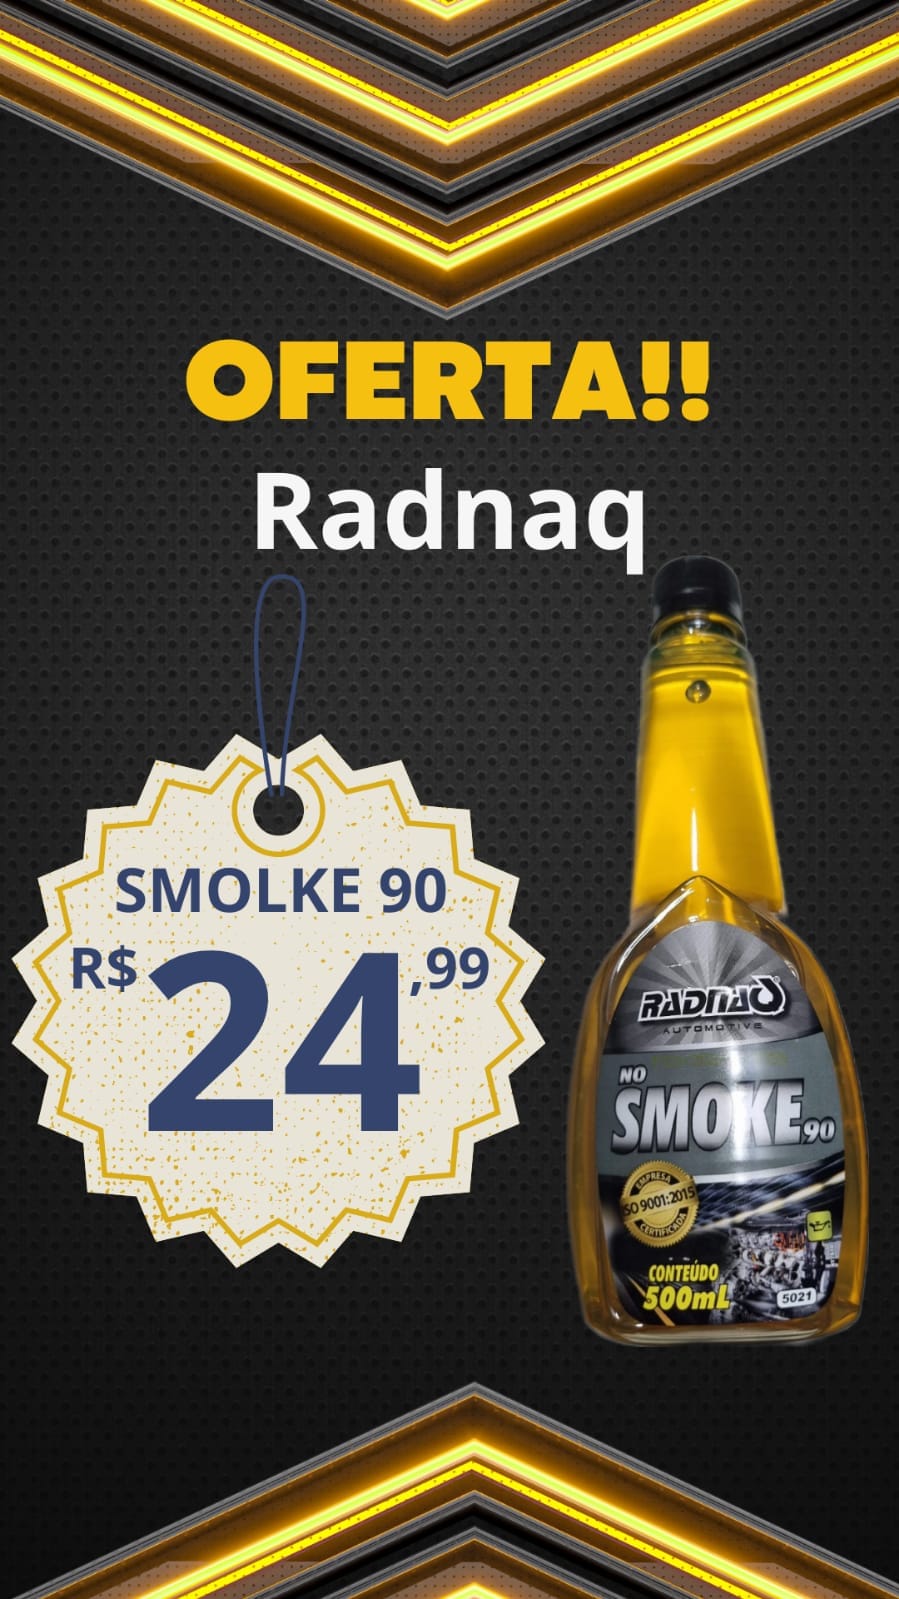 OFERTA!!
Radnaq
SMOLKE 90
R$ 24,99
RADNAQ
AUTOMOTIVE
NO
SMOKE 90
EMPRESA
ISO 9001:2015
CERTIFICADA
CONTEÚDO
500mL
5021